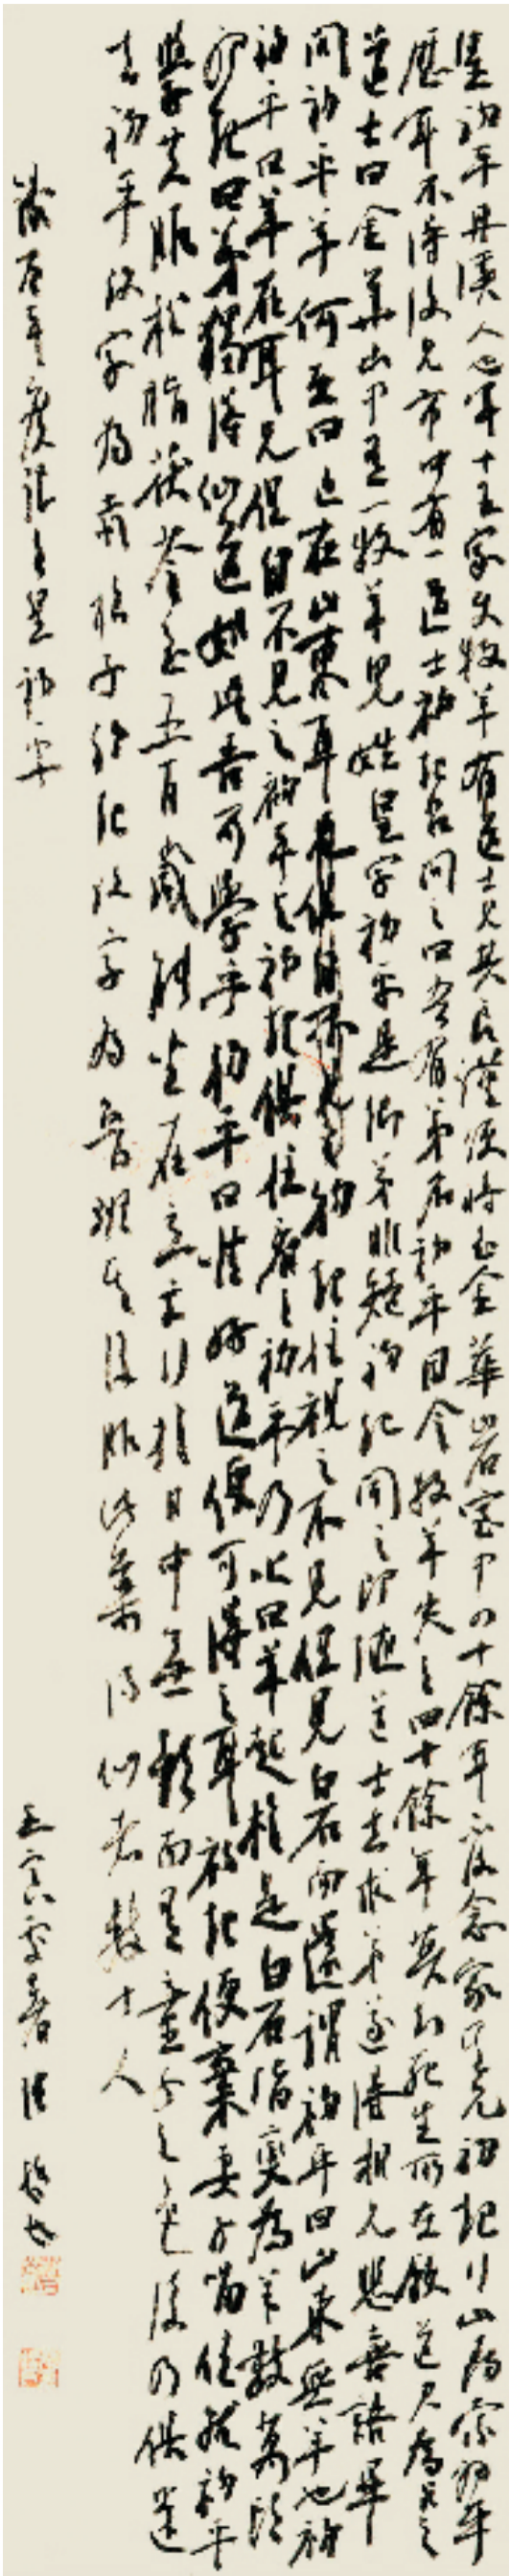 皇初平丹溪人也年十五家使牧羊有道士見其良謹便將至金華山石室中四十餘年不復念家其兄初起行山尋索初平
歷年不得後見市中有一道士初起召問之曰吾有弟名初平因令牧羊失之四十餘年莫知死生所在願道君為占之
道士曰金華山中有一牧羊兒姓皇字初平是卿弟非疑初起聞之即隨道士去求弟遂得相見悲喜語畢
問初平羊何在曰近在山東耳初起往視之不見但見白石而還謂初平曰山東無羊也初
初平曰羊在耳兄但自不見之初平與初起俱往看之初平乃叱曰羊起於是白石皆變為羊數萬頭
初起曰弟獨得仙道如此吾可學乎初平曰唯好道便可得之耳初起便棄妻子留住就初平
學共服松脂茯苓至五百歲能坐在立亡行於日中無影而有童子之色後乃俱還
去初平改字為赤松子初起改字為魯班其後服此藥得仙者數十人